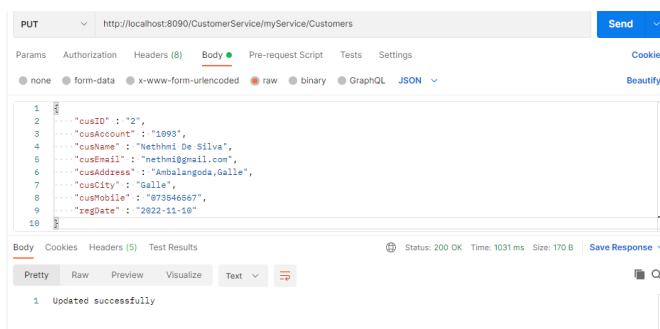 PUT http://localhost:8090/CustomerService/myService/Customers Send
Params Authorization Headers (8) Body Pre-request Script Tests Settings Cookie
none form-data x-www-form-urlencoded raw binary GraphQL JSON Beautify
1 {
2 "cusID" : "2",
3 "cusAccount" : "1093",
4 "cusName" : "Nethhmi De Silva",
5 "cusEmail" : "nethmi@gmail.com",
6 "cusAddress" : "Ambalangoda,Galle",
7 "cusCity" : "Galle",
8 "cusMobile" : "073546567",
9 "regDate" : "2022-11-10"
10 }
Body Cookies Headers (5) Test Results Status: 200 OK Time: 1031 ms Size: 170 B Save Response
Pretty Raw Preview Visualize Text
1 Updated successfully